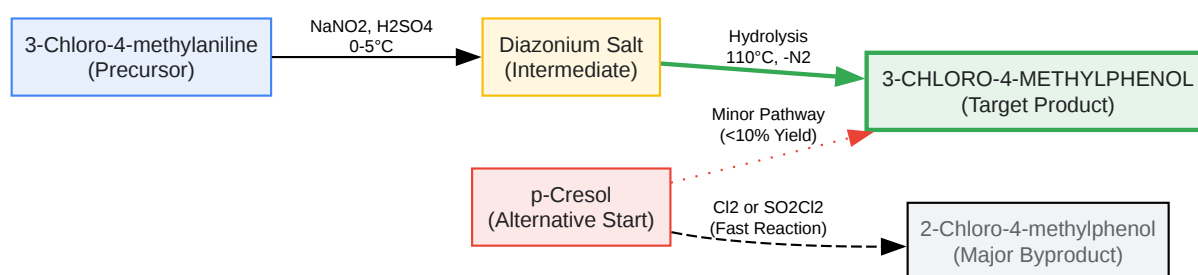 3-Chloro-4-methylaniline
(Precursor)
NaNO2, H2SO4
0-5°C
Diazonium Salt
(Intermediate)
Hydrolysis
110°C, -N2
3-CHLORO-4-METHYLPHENOL
(Target Product)
Minor Pathway
(<10% Yield)
p-Cresol
(Alternative Start)
Cl2 or SO2Cl2
(Fast Reaction)
2-Chloro-4-methylphenol
(Major Byproduct)